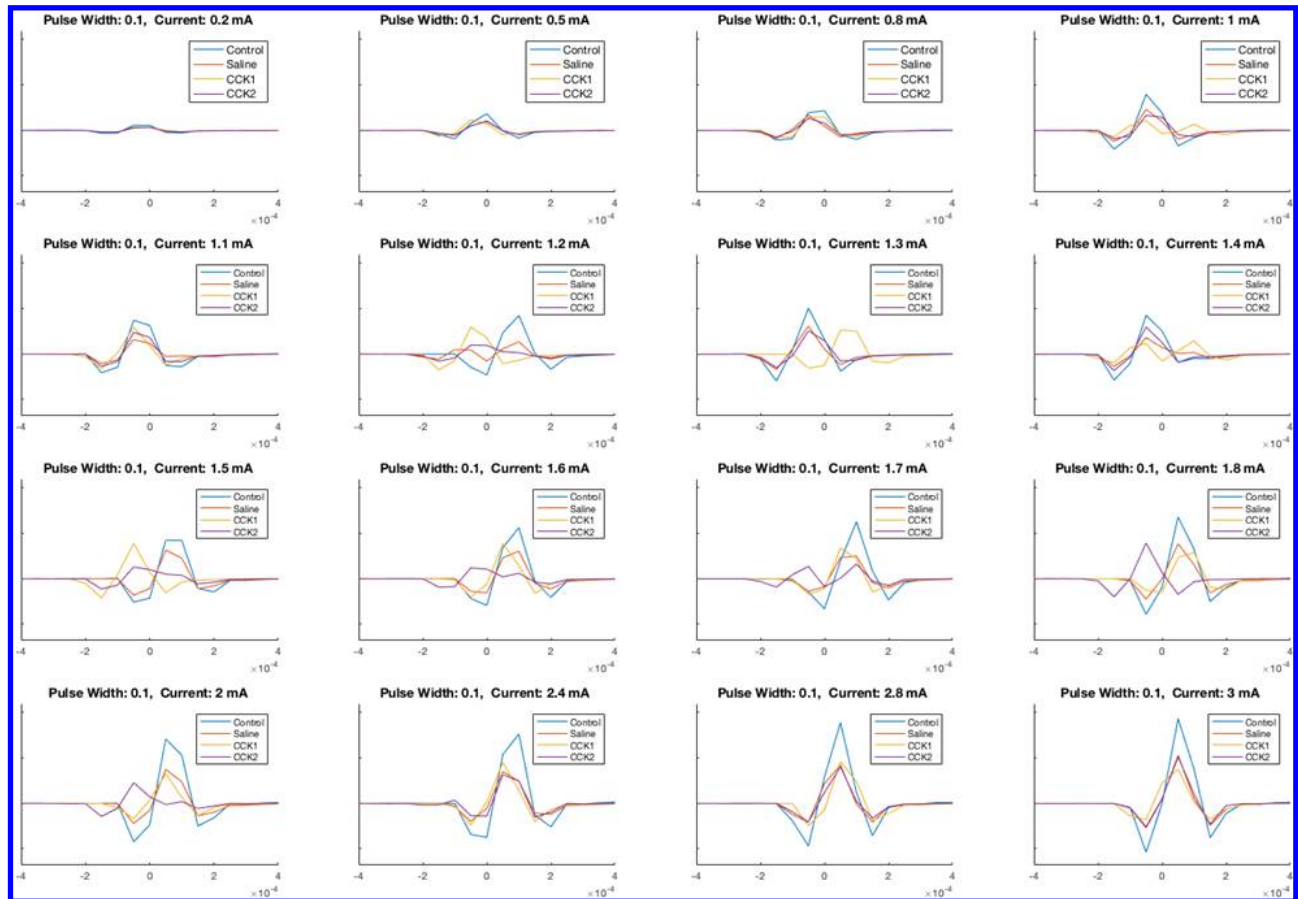 Pulse Width: 0.1, Current: 0.2 mA
Control
Saline
CCK1
CCK2
-4 -2 0 2 4
×10-4
Pulse Width: 0.1, Current: 0.5 mA
Control
Saline
CCK1
CCK2
-4 -2 0 2 4
×10-4
Pulse Width: 0.1, Current: 0.8 mA
Control
Saline
CCK1
CCK2
-4 -2 0 2 4
×10-4
Pulse Width: 0.1, Current: 1 mA
Control
Saline
CCK1
CCK2
-4 -2 0 2 4
×10-4
Pulse Width: 0.1, Current: 1.1 mA
Control
Saline
CCK1
CCK2
-4 -2 0 2 4
×10-4
Pulse Width: 0.1, Current: 1.2 mA
Control
Saline
CCK1
CCK2
-4 -2 0 2 4
×10-4
Pulse Width: 0.1, Current: 1.3 mA
Control
Saline
CCK1
CCK2
-4 -2 0 2 4
×10-4
Pulse Width: 0.1, Current: 1.4 mA
Control
Saline
CCK1
CCK2
-4 -2 0 2 4
×10-4
Pulse Width: 0.1, Current: 1.5 mA
Control
Saline
CCK1
CCK2
-4 -2 0 2 4
×10-4
Pulse Width: 0.1, Current: 1.6 mA
Control
Saline
CCK1
CCK2
-4 -2 0 2 4
×10-4
Pulse Width: 0.1, Current: 1.7 mA
Control
Saline
CCK1
CCK2
-4 -2 0 2 4
×10-4
Pulse Width: 0.1, Current: 1.8 mA
Control
Saline
CCK1
CCK2
-4 -2 0 2 4
×10-4
Pulse Width: 0.1, Current: 2 mA
Control
Saline
CCK1
CCK2
-4 -2 0 2 4
×10-4
Pulse Width: 0.1, Current: 2.4 mA
Control
Saline
CCK1
CCK2
-4 -2 0 2 4
×10-4
Pulse Width: 0.1, Current: 2.8 mA
Control
Saline
CCK1
CCK2
-4 -2 0 2 4
×10-4
Pulse Width: 0.1, Current: 3 mA
Control
Saline
CCK1
CCK2
-4 -2 0 2 4
×10-4